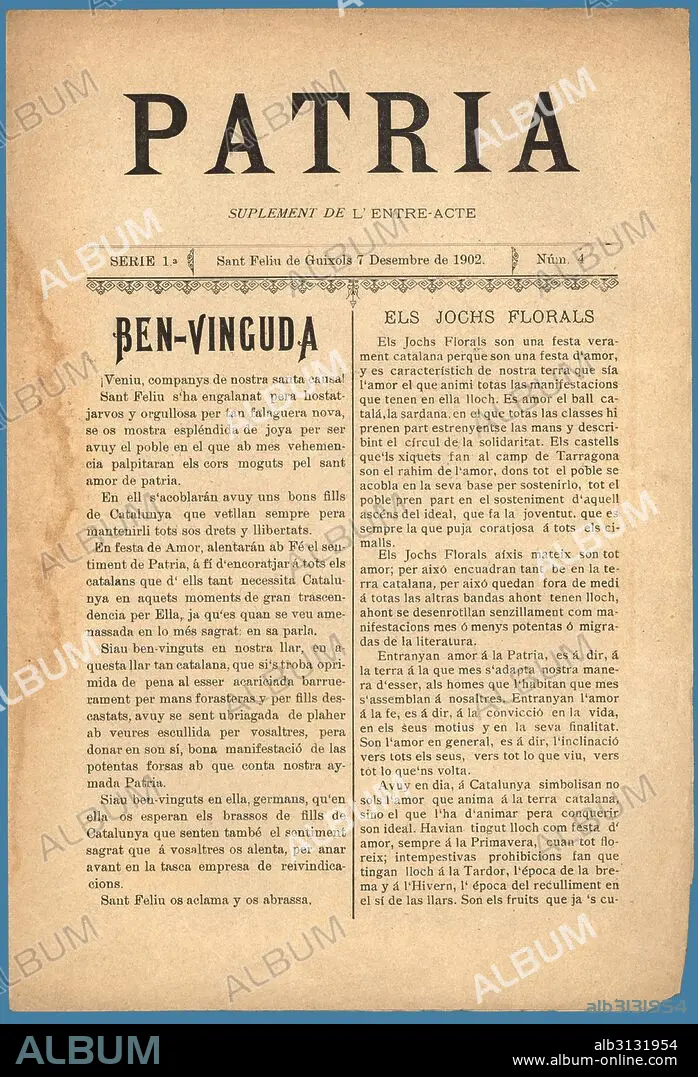 PATRIA
SUPLEMENT DE L' ENTRE-ACTE
SERIE 1.ª
Sant Feliu de Guixols 7 Desembre de 1902.
Núm. 4
BEN-VINGUDA
¡Veniu, companys de nostra santa causa!
Sant Feliu s'ha engalanat pera hostat-
jarvos y orgullosa per tan falaguera nova,
se os mostra espléndida de joya per ser
avuy el poble en el que ab més vehemen-
cia palpitaran els cors moguts pel sant
amor de patria.
En ell s'acoblarán avuy uns bons fills
de Catalunya que vetllan sempre pera
mantenirli tots sos drets y llibertats.
En festa de Amor, alentarán ab Fé el sen-
timent de Patria, á fí d'encoratjar á tots els
catalans que d' ells tant necessita Catalu-
nya en aquets moments de gran trascen-
dencia per Ella, ja qu'es quan se veu ame-
nassada en lo més sagrat: en sa parla.
Siau ben-vinguts en nostra llar, en a-
questa llar tan catalana, que si's troba opri-
mida de pena al esser acariciada barrue-
rament per mans forasteras y per fills des-
castats, avuy se sent ubriagada de plaher
ab veures escullida per vosaltres, pera
donar en son sí, bona manifestació de las
potentas forsas ab que conta nostra ay-
mada Patria.
Siau ben-vinguts en ella, germans, qu'en
ella os esperan els brassos de fills de
Catalunya que senten també el sentiment
sagrat que á vosaltres os alenta, per anar
avant en la tasca empresa de reivindica-
cions.
Sant Feliu os aclama y os abrassa.
ELS JOCHS FLORALS
Els Jochs Florals son una festa vera-
ment catalana perquè son una festa d'amor,
y es característich de nostra terra que sía
l'amor el que animi totas las manifestacions
que tenen en ella lloch. Es amor el ball ca-
talá, la sardana, en el que totas las classes hi
prenen part estrenyentse las mans y descri-
bint el círcul de la solidaritat. Els castells
que'ls xiquets fan al camp de Tarragona
son el rahim de l'amor, dons tot el poble se
acobla en la seva base per sostenirlo, tot el
poble pren part en el sosteniment d'aquell
ascéns del ideal, que fa la joventut, que es
sempre la que puja coratjosa á tots els ci-
malls.
Els Jochs Florals aíxis mateix son tot
amor; per aixó encuadran tant be en la te-
rra catalana, per aixó quedan fora de medi
á totas las altras bandas ahont tenen lloch,
ahont se desenrotllan senzillament com ma-
nifestacions mes ó menys potentas ó migra-
das de la literatura.
Entranyan amor á la Patria, es á dir, á
la terra á la que mes s'adapta nostra mane-
ra d'esser, als homes que l'habitan que mes
s'assemblan á nosaltres. Entranyan l'amor
á la fe, es á dir, á la convicció en la vida,
en els seus motius y en la seva finalitat.
Son l'amor en general, es á dir, l'inclinació
vers tots els seus, vers tot lo que viu, vers
tot lo que'ns volta.
Avuy en dia, á Catalunya simbolisan no
sols l'amor que anima á la terra catalana,
sino el que l'ha d'animar pera conquerir
son ideal. Havian tingut lloch com festa d'
amor, sempre á la Primavera, cuan tot flo-
reix; intempestivas prohibicions fan que
tingan lloch á la Tardor, l'época de la bre-
ma y á l'Hivern, l' época del reculliment en
el sí de las llars. Son els fruits que ja 's cu-
alb3131954
ALBUM
alb3131954
www.album-online.com